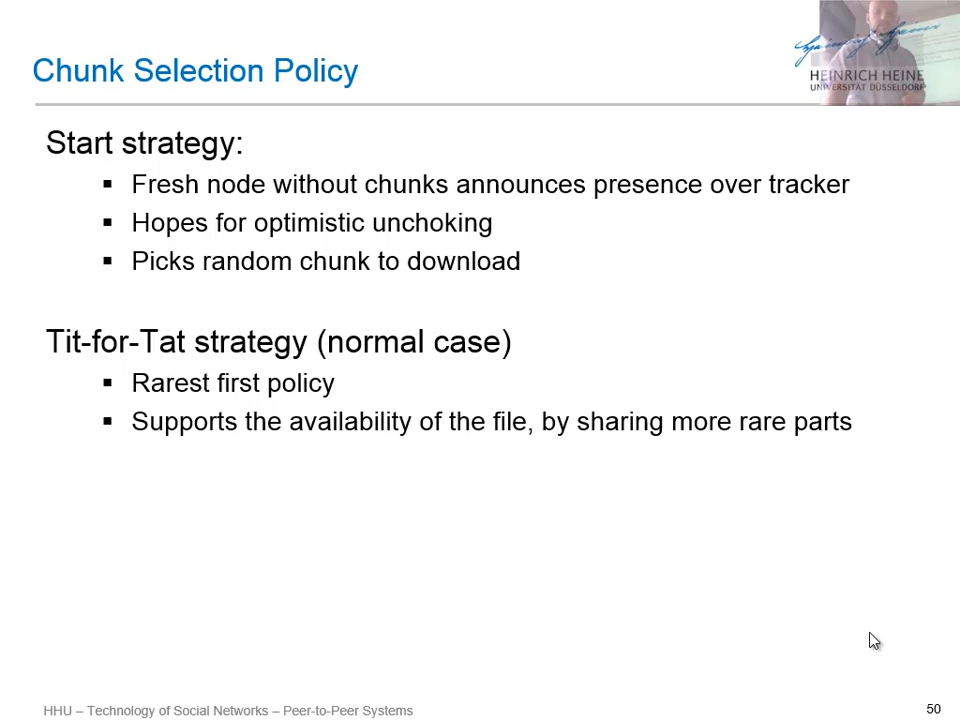 Chunk Selection Policy
HEINRICH HEINE
UNIVERSITÄT DÜSSELDORF
Start strategy:
▪ Fresh node without chunks announces presence over tracker
▪ Hopes for optimistic unchoking
▪ Picks random chunk to download
Tit-for-Tat strategy (normal case)
▪ Rarest first policy
▪ Supports the availability of the file, by sharing more rare parts
HHU – Technology of Social Networks – Peer-to-Peer Systems
50